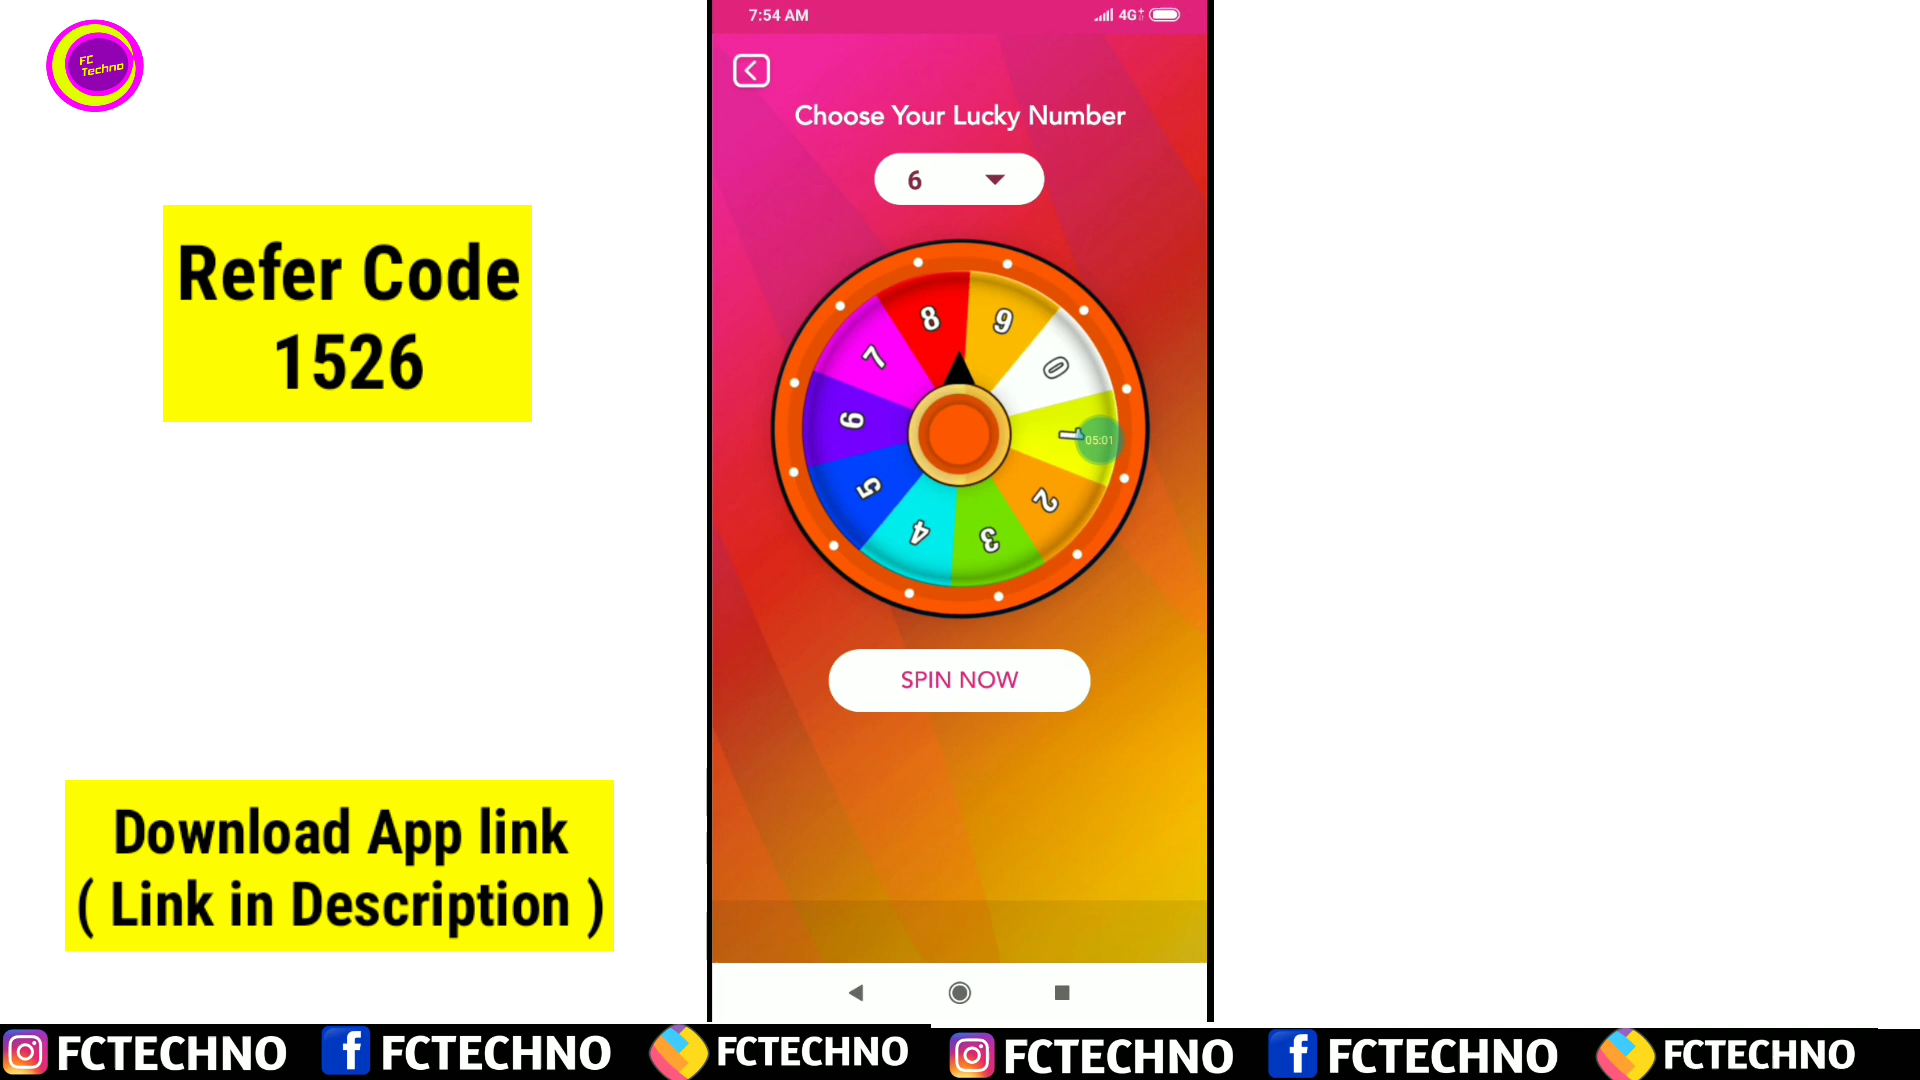 FC
Techno
7:54 AM
4G+
Choose Your Lucky Number
6
Refer Code
1526
8
9
7
0
6
1
05:01
5
2
4
3
SPIN NOW
Download App link
( Link in Description )
FCTECHNO FCTECHNO FCTECHNO FCTECHNO FCTECHNO FCTECHNO